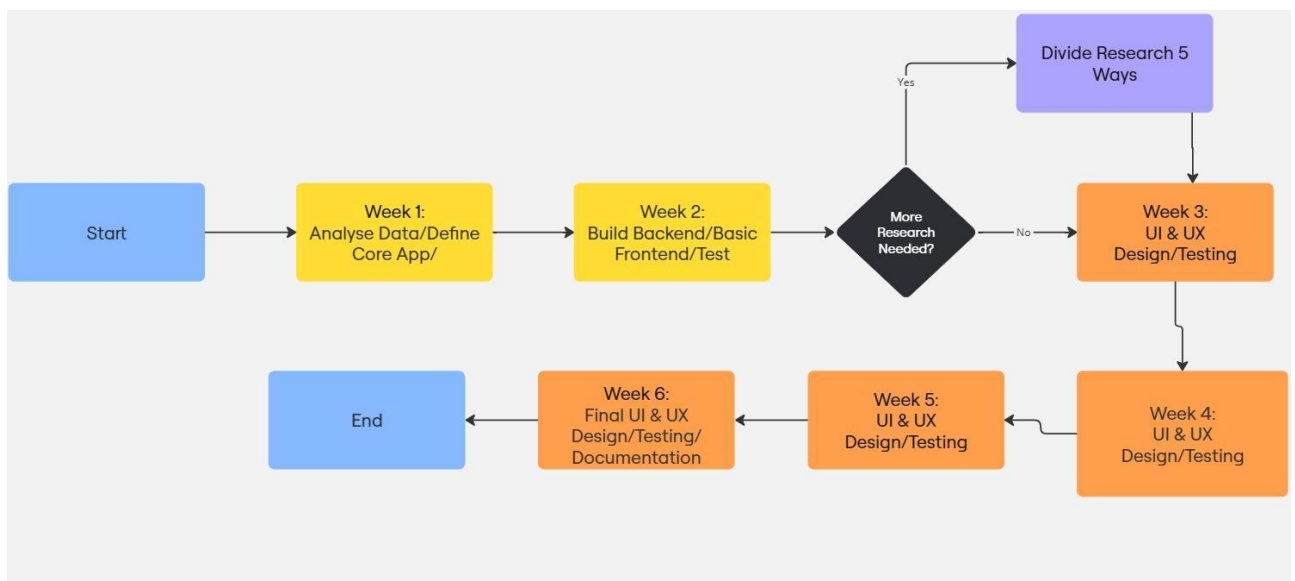 Start
Week 1:
Analyse Data/Define
Core App/
Week 2:
Build Backend/Basic
Frontend/Test
More
Research
Needed?
Yes
Divide Research 5
Ways
No
Week 3:
UI & UX
Design/Testing
Week 4:
UI & UX
Design/Testing
Week 5:
UI & UX
Design/Testing
Week 6:
Final UI & UX
Design/Testing/
Documentation
End